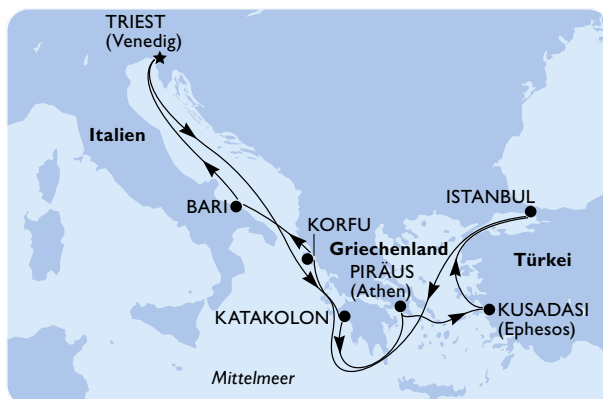 TRIEST
(Venedig)
Italien
BARI
KORFU
ISTANBUL
Griechenland
PIRÄUS
(Athen)
Türkei
KATAKOLON
KUSADASI
(Ephesos)
Mittelmeer